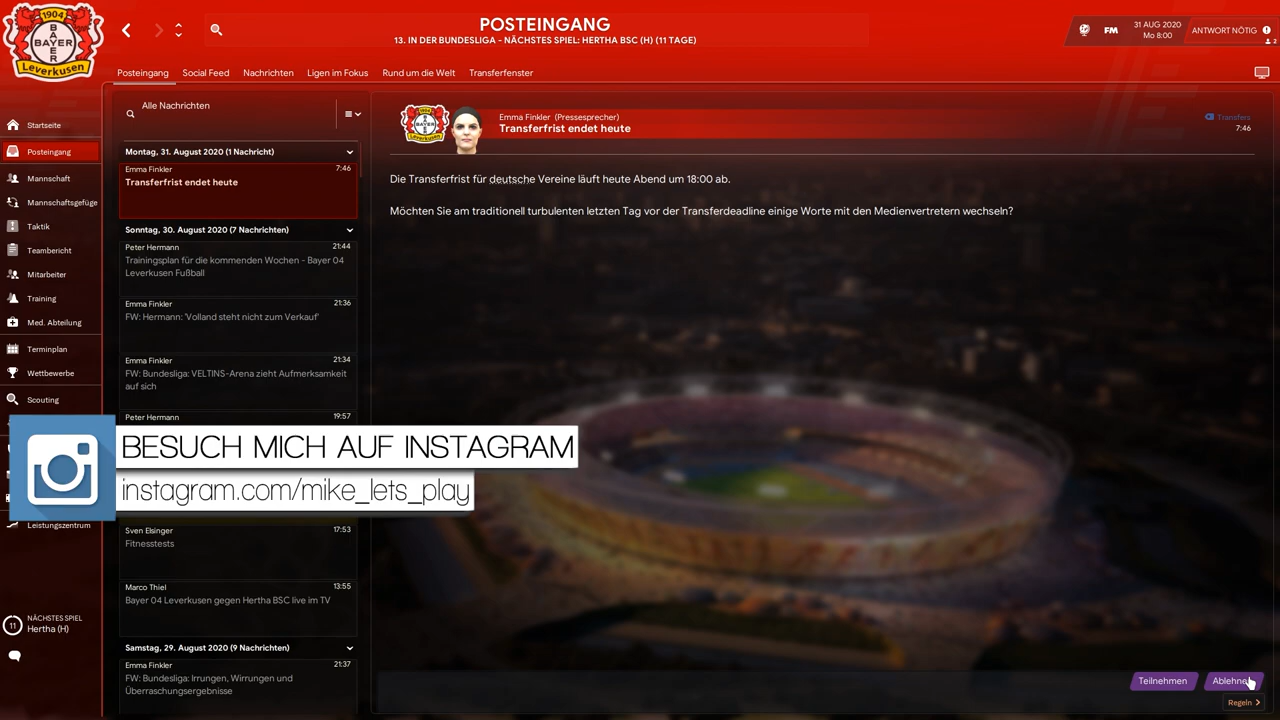 1904
BAYER
BAYER
Leverkusen
POSTEINGANG
13. IN DER BUNDESLIGA - NÄCHSTES SPIEL: HERTHA BSC (H) (11 TAGE)
FM
31 AUG 2020
Mo 8:00
ANTWORT NÖTIG
2
Posteingang
Social Feed
Nachrichten
Ligen im Fokus
Rund um die Welt
Transferfenster
Startseite
Posteingang
Mannschaft
Mannschaftsgefüge
Taktik
Teambericht
Mitarbeiter
Training
Med. Abteilung
Terminplan
Wettbewerbe
Scouting
Leistungszentrum
11
NÄCHSTES SPIEL
Hertha (H)
Alle Nachrichten
Montag, 31. August 2020 (1 Nachricht)
Emma Finkler 7:46
Transferfrist endet heute
Sonntag, 30. August 2020 (7 Nachrichten)
Peter Hermann 21:44
Trainingsplan für die kommenden Wochen - Bayer 04
Leverkusen Fußball
Emma Finkler 21:36
FW: Hermann: 'Volland steht nicht zum Verkauf'
Emma Finkler 21:34
FW: Bundesliga: VELTINS-Arena zieht Aufmerksamkeit
auf sich
Peter Hermann 19:57
BESUCH MICH AUF INSTAGRAM
instagram.com/mike_lets_play
Sven Elsinger 17:53
Fitnesstests
Marco Thiel 13:55
Bayer 04 Leverkusen gegen Hertha BSC live im TV
Samstag, 29. August 2020 (9 Nachrichten)
Emma Finkler 21:37
FW: Bundesliga: Irrungen, Wirrungen und
Überraschungsergebnisse
Emma Finkler (Pressesprecher)
Transferfrist endet heute
Transfers
7:46
Die Transferfrist für deutsche Vereine läuft heute Abend um 18:00 ab.
Möchten Sie am traditionell turbulenten letzten Tag vor der Transferdeadline einige Worte mit den Medienvertretern wechseln?
Teilnehmen
Ablehnen
Regeln